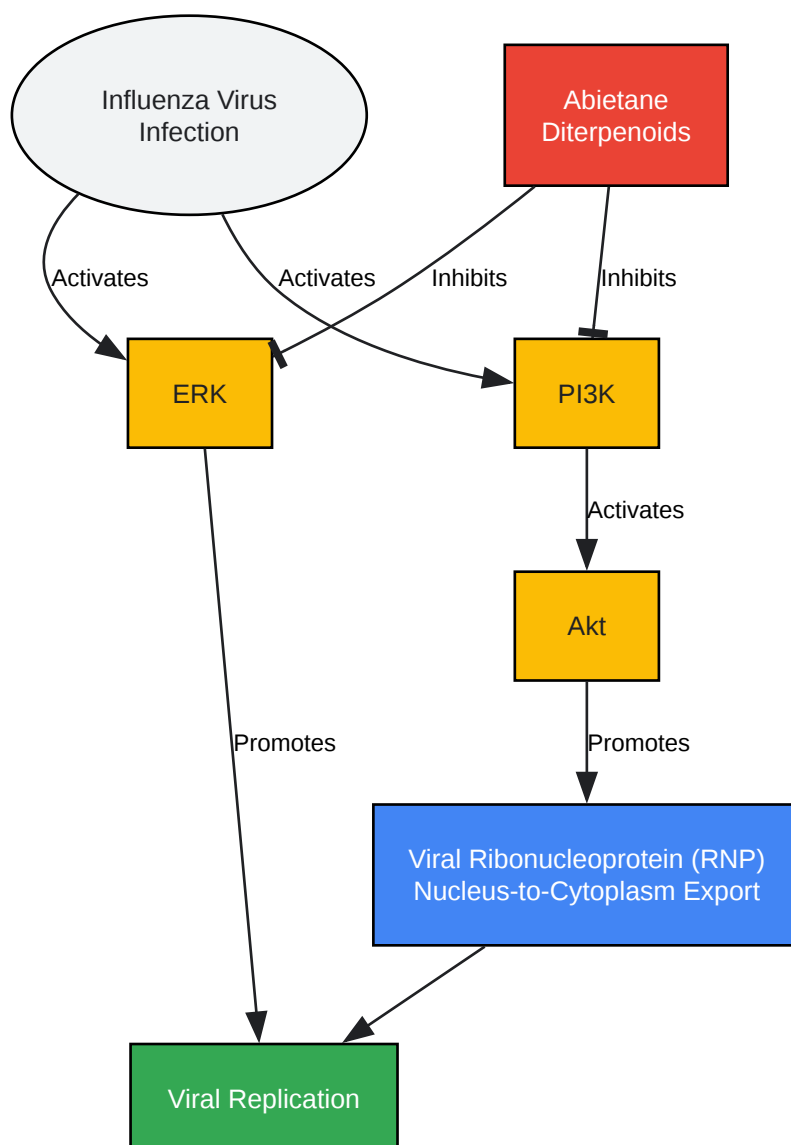 Influenza Virus
Infection
Abietane
Diterpenoids
Activates
Activates
Inhibits
Inhibits
ERK
PI3K
Activates
Akt
Promotes
Promotes
Viral Ribonucleoprotein (RNP)
Nucleus-to-Cytoplasm Export
Viral Replication